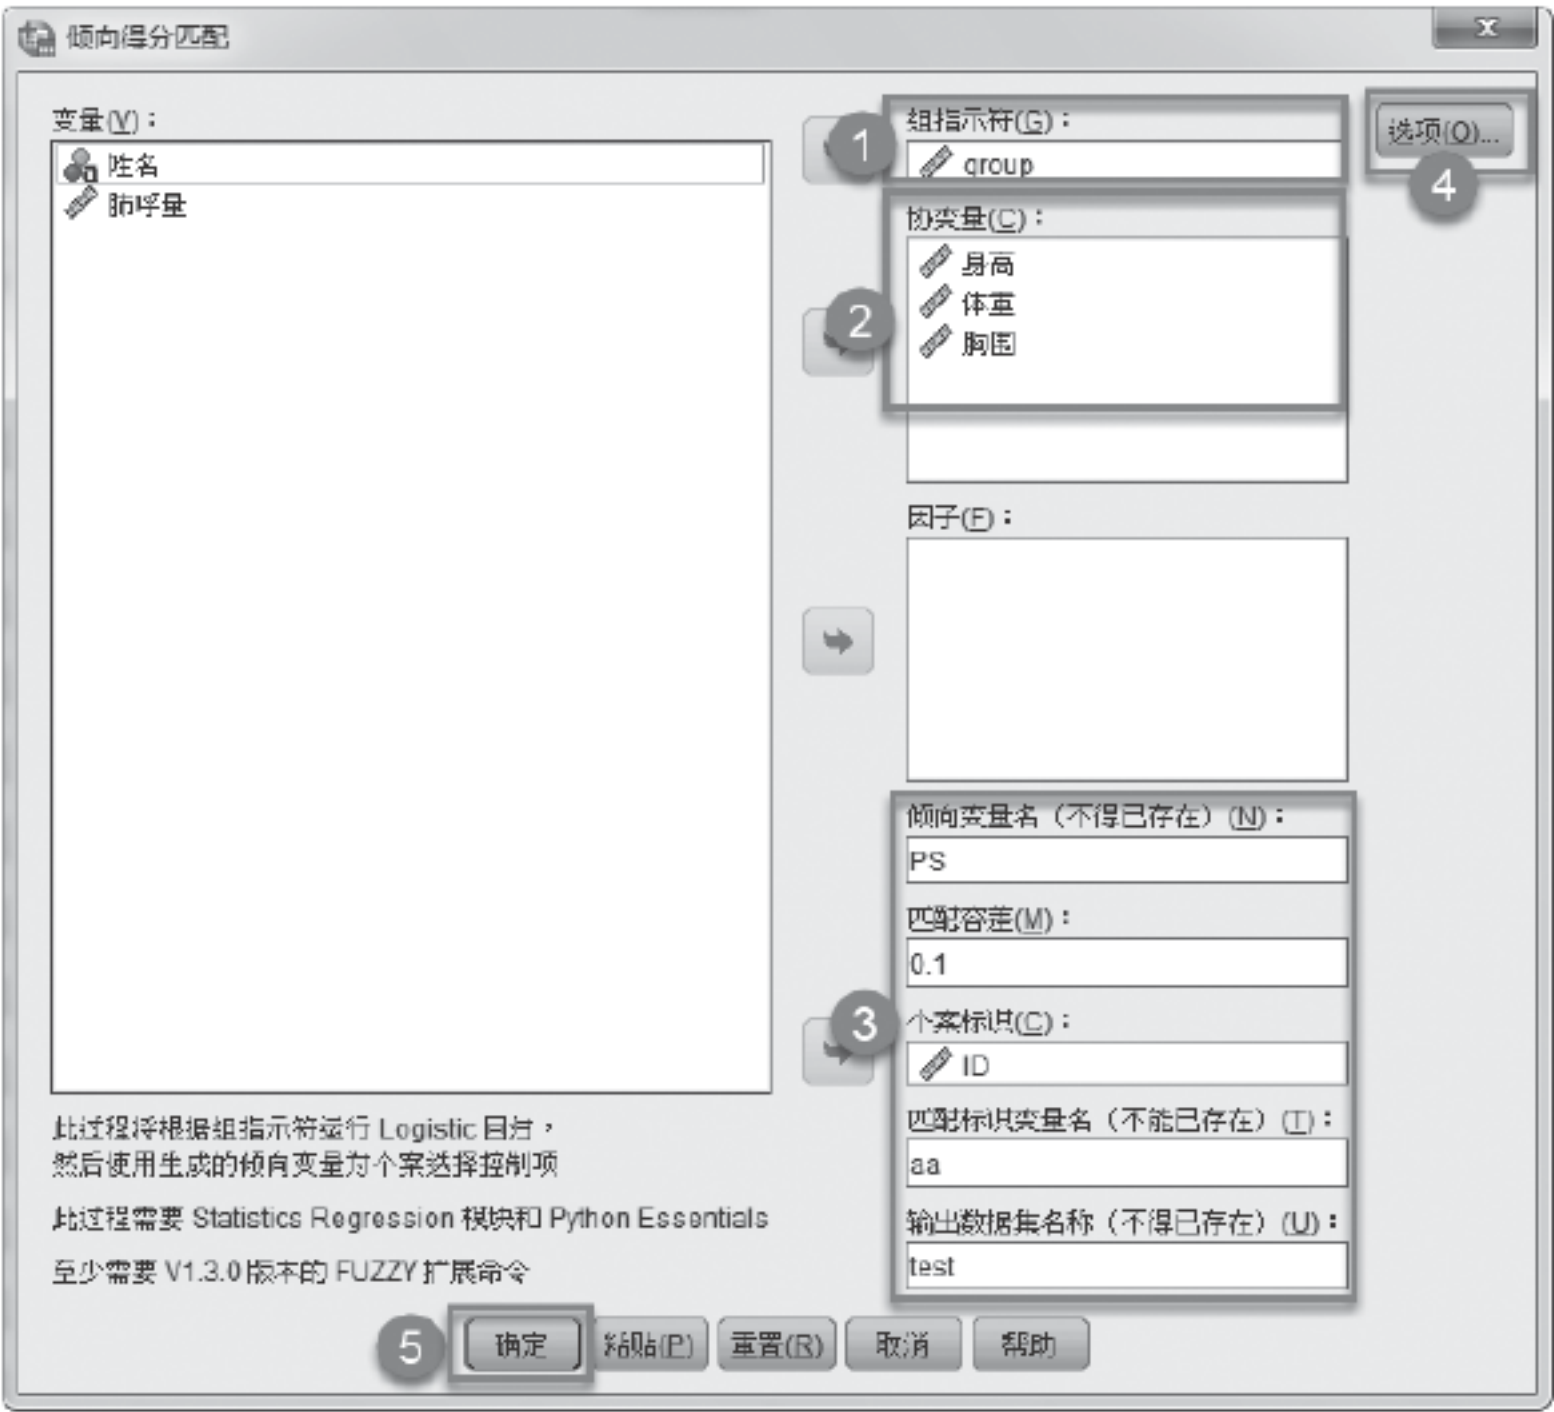 倾向得分匹配
x
变量(V)：
姓名
肺呼量
1
组指示符(G)：
group
选项(O)...
4
2
协变量(C)：
身高
体重
胸围
因子(F)：
3
倾向变量名（不得已存在）(N)：
PS
匹配容差(M)：
0.1
个案标识(C)：
ID
匹配标识变量名（不能已存在）(T)：
aa
输出数据集名称（不得已存在）(U)：
test
此过程将根据组指示符运行 Logistic 回归，
然后使用生成的倾向变量为个案选择控制项
此过程需要 Statistics Regression 模块和 Python Essentials
至少需要 V1.3.0 版本的 FUZZY 扩展命令
5
确定
粘贴(P)
重置(R)
取消
帮助